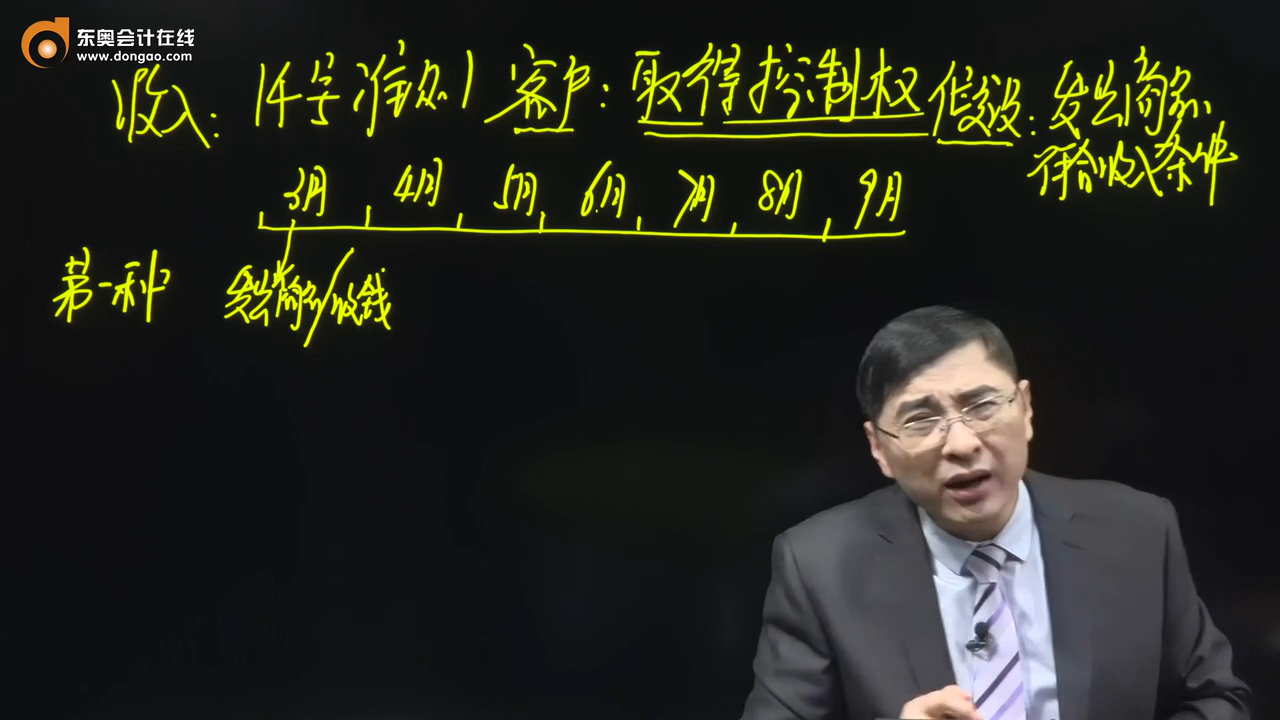 东奥会计在线
www.dongao.com
收入：14号准则 客户：取得控制权 假设：发出商品
符合收入条件
3月 4月 5月 6月 7月 8月 9月
第一种 发出商品/收钱